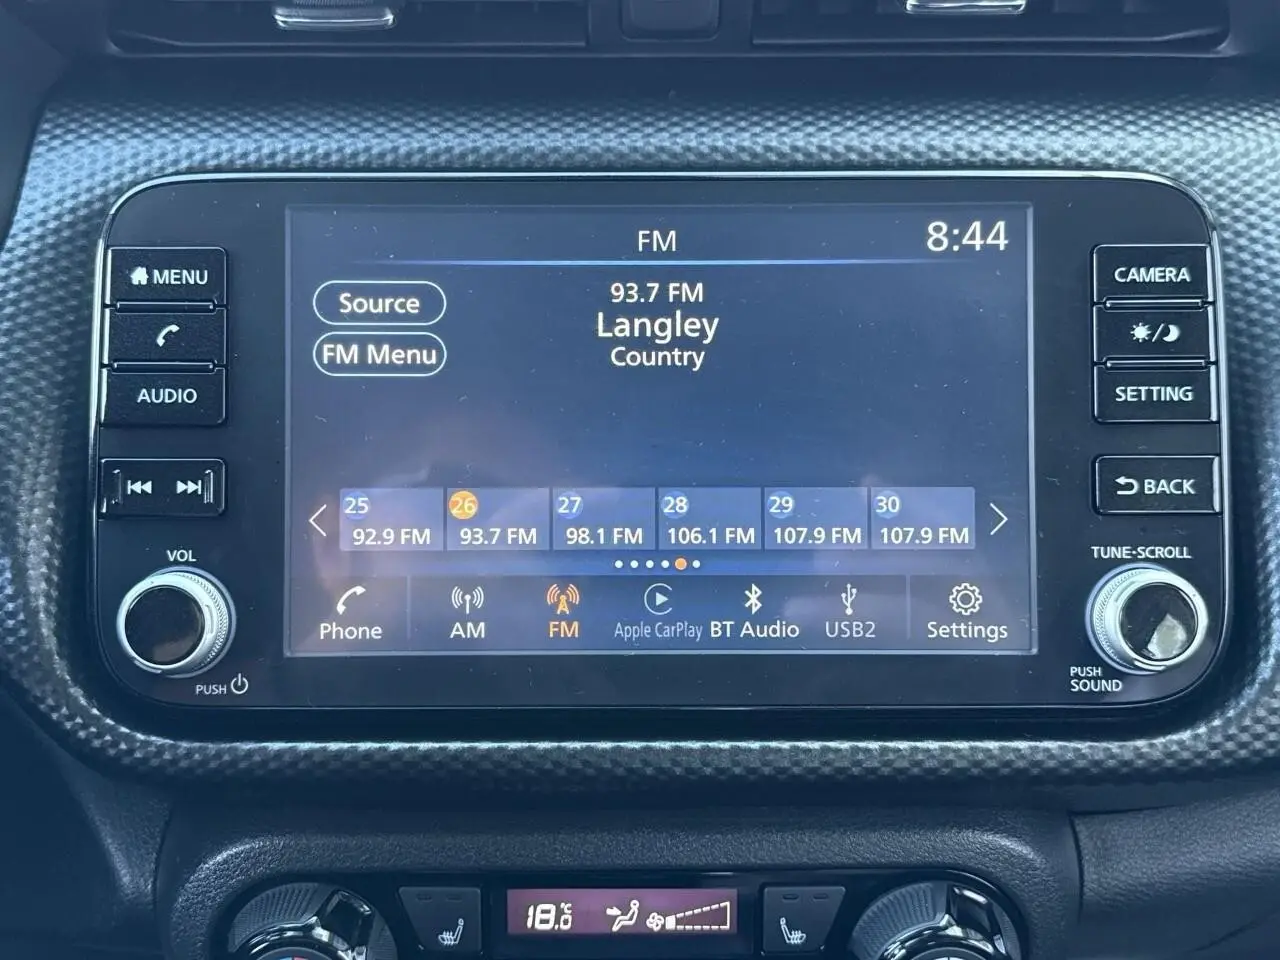 FM
8:44
MENU
CAMERA
Source
93.7 FM
Langley
FM Menu
Country
AUDIO
SETTING
BACK
25
26
27
28
29
30
92.9 FM
93.7 FM
98.1 FM
106.1 FM
107.9 FM
107.9 FM
VOL
TUNE·SCROLL
Phone
AM
FM
Apple CarPlay
BT Audio
USB2
Settings
PUSH
PUSH
SOUND
18.0°C